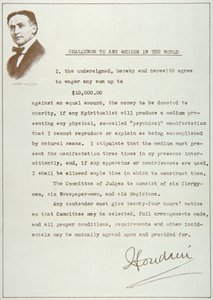 CHALLENGE TO ANY MEDIUM IN THE WORLD
I, the undersigned, hereby and herewith agree
to wager any sum up to
$10,000.00
against an equal amount, the money to be donated to
charity, if any Spiritualist will produce a medium pre-
senting any physical, so-called "psychical" manifestation
that I cannot reproduce or explain as being accomplished
by natural means. I stipulate that the medium must pre-
sent the manifestation three times in my presence inter-
mittently, and, if any apparatus or contrivances are used,
I shall be allowed ample time in which to construct them.
The Committee of Judges to consist of six Clergy-
men, six Newspaper-men, and six Magicians.
Any contender must give twenty-four hours' notice
so that Committee may be selected, full arrangements made,
and all proper conditions, requirements and other inci-
dentals may be mutually agreed upon and provided for.
Houdini